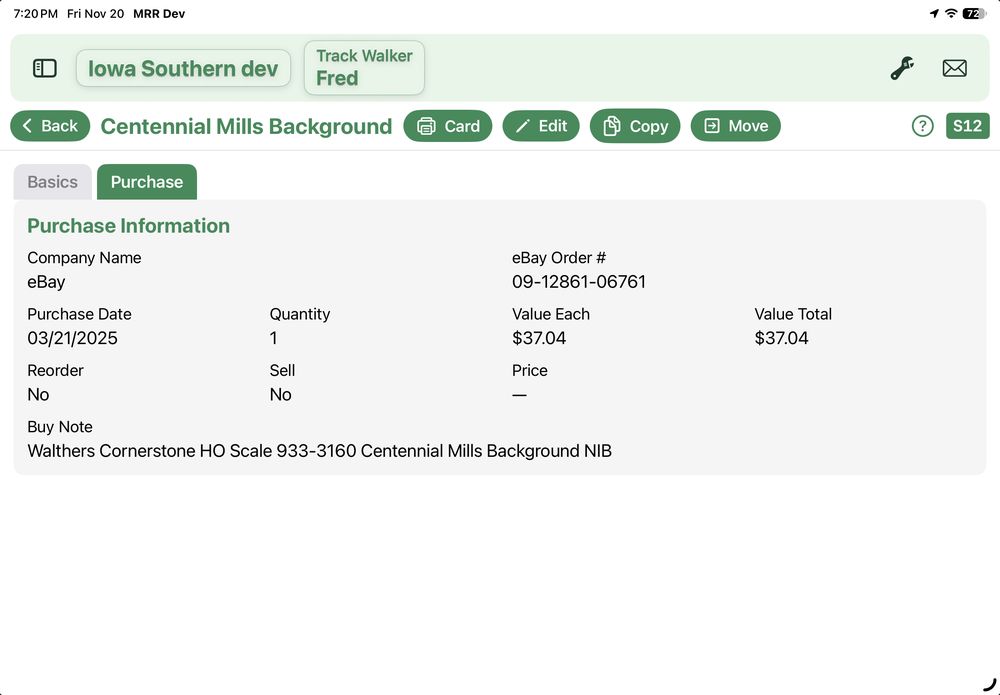 7:20 PM Fri Nov 20 MRR Dev
72
Iowa Southern dev
Track Walker
Fred
Back
Centennial Mills Background
Card
Edit
Copy
Move
?
S12
Basics
Purchase
Purchase Information
Company Name
eBay Order #
eBay
09-12861-06761
Purchase Date
Quantity
Value Each
Value Total
03/21/2025
1
$37.04
$37.04
Reorder
Sell
Price
No
No
—
Buy Note
Walthers Cornerstone HO Scale 933-3160 Centennial Mills Background NIB